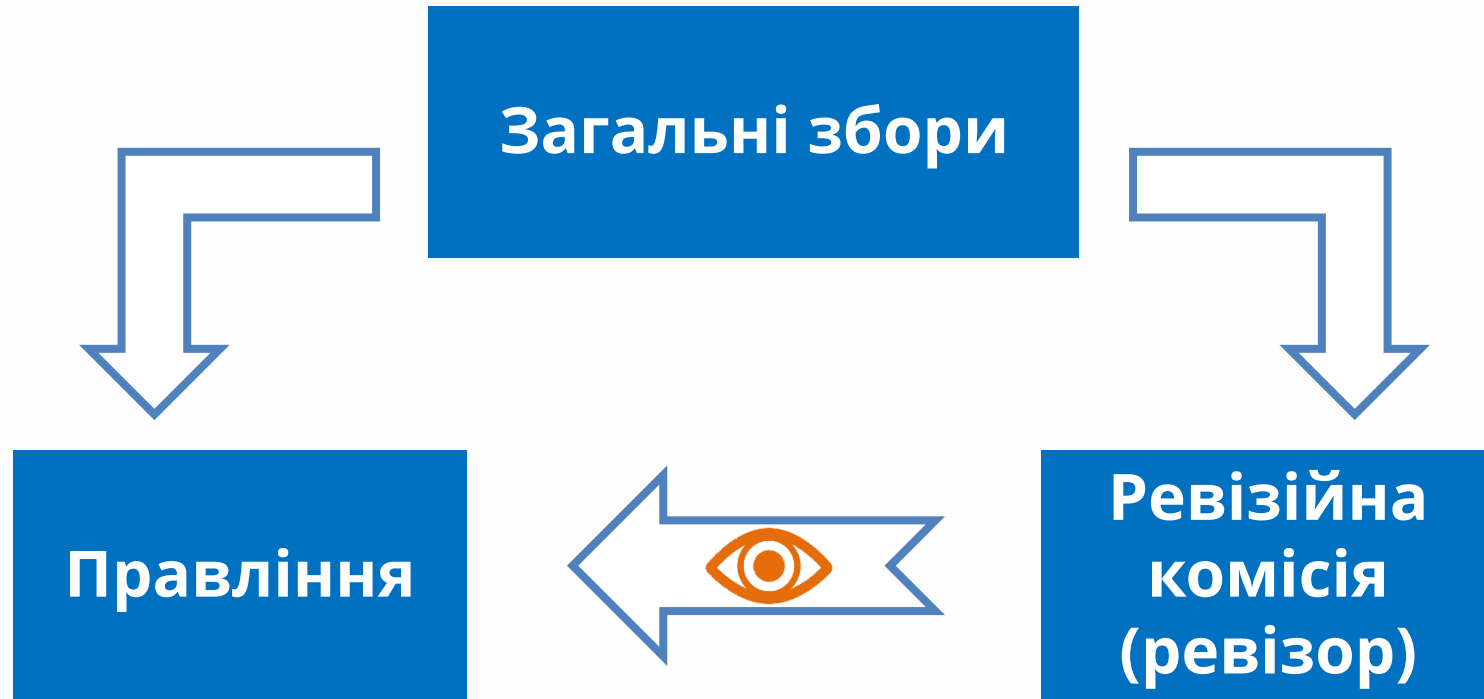 Загальні збори
Правління
Ревізійна
комісія
(ревізор)